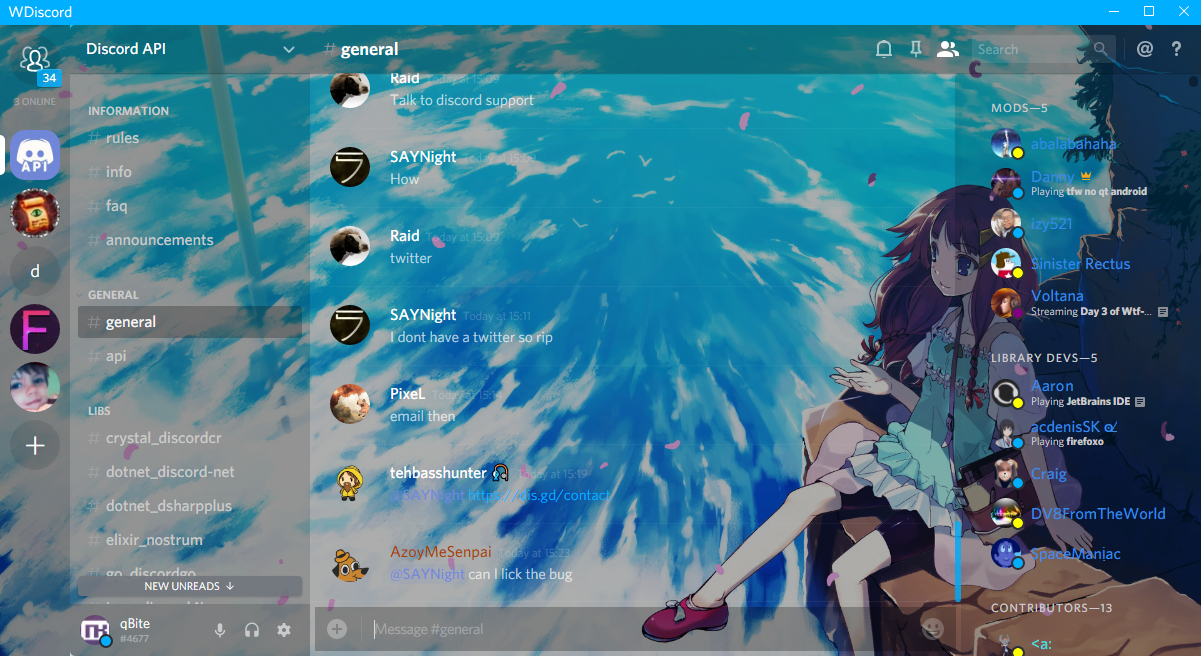 WDiscord
34
3 ONLINE
API
d
F
Discord API
INFORMATION
# rules
# info
# faq
# announcements
GENERAL
# general
# api
LIBS
# crystal_discordcr
# dotnet_discord-net
# dotnet_dsharpplus
# elixir_nostrum
# go_discordgo
NEW UNREADS ↓
qBite
#4677
# general
Search
@
?
Raid Today at 15:09
Talk to discord support
SAYNight Today at 15:09
How
Raid Today at 15:09
twitter
SAYNight Today at 15:11
I dont have a twitter so rip
PixeL Today at 15:14
email then
tehbasshunter Today at 15:19
@SAYNight https://dis.gd/contact
AzoyMeSenpai Today at 15:23
@SAYNight can I lick the bug
Message #general
MODS—5
abalabahaha
Danny
Playing tfw no qt android
izy521
Sinister Rectus
Voltana
Streaming Day 3 of Wtf-...
LIBRARY DEVS—5
Aaron
Playing JetBrains IDE
acdenisSK
Playing firefoxo
Craig
DV8FromTheWorld
SpaceManiac
CONTRIBUTORS—13
<a: